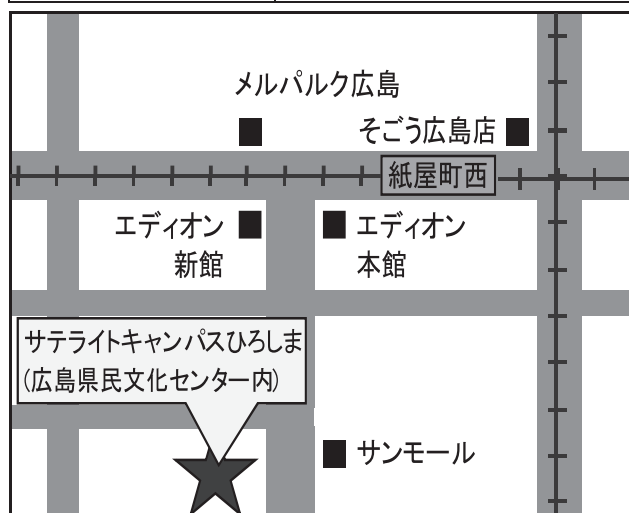 メルパルク広島
そごう広島店
紙屋町西
エディオン
新館
エディオン
本館
サテライトキャンパスひろしま
(広島県民文化センター内)
サンモール